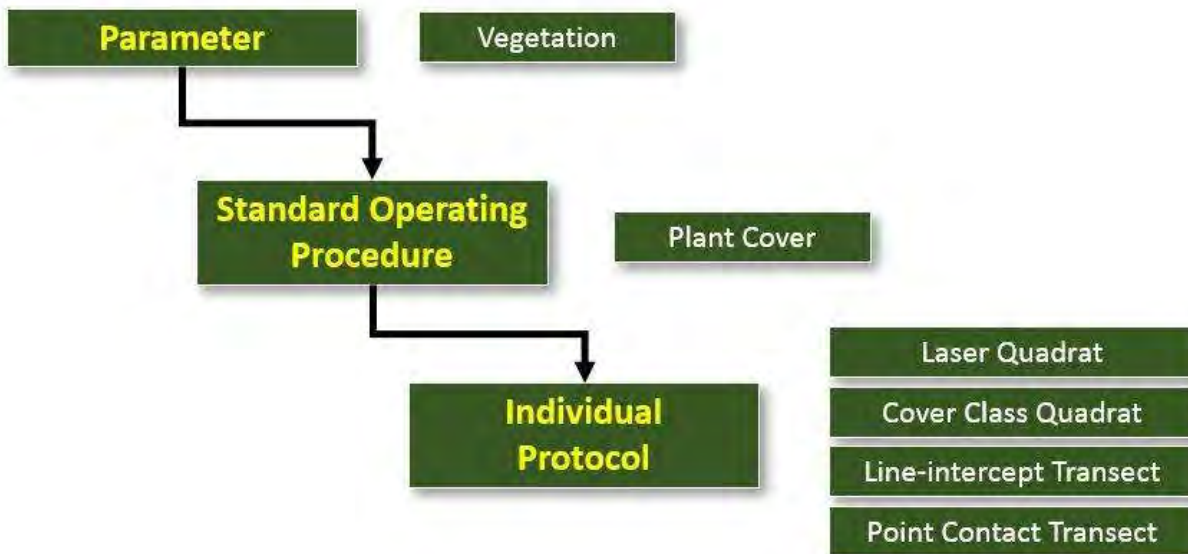 Parameter
Vegetation
Standard Operating
Procedure
Plant Cover
Individual
Protocol
Laser Quadrat
Cover Class Quadrat
Line-intercept Transect
Point Contact Transect